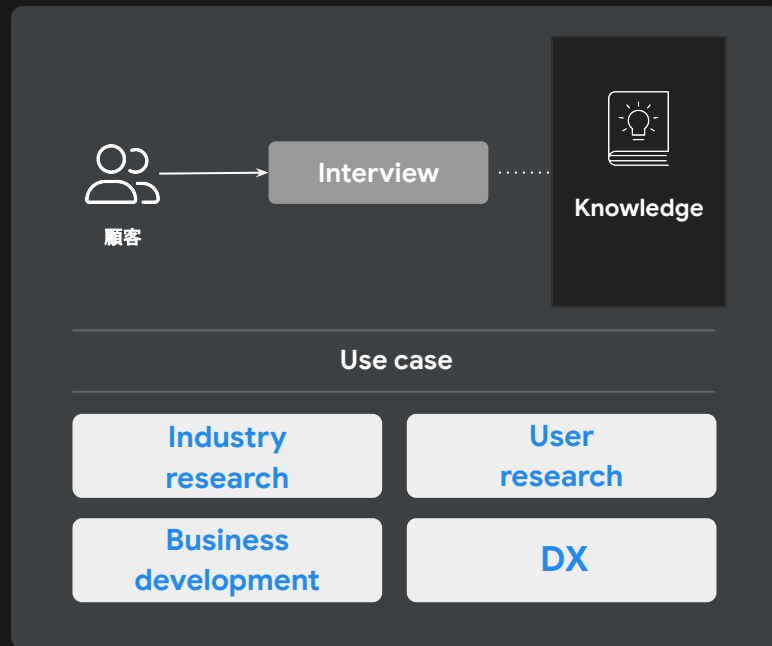 Interview
Knowledge
顧客
Use case
Industry
research
User
research
Business
development
DX